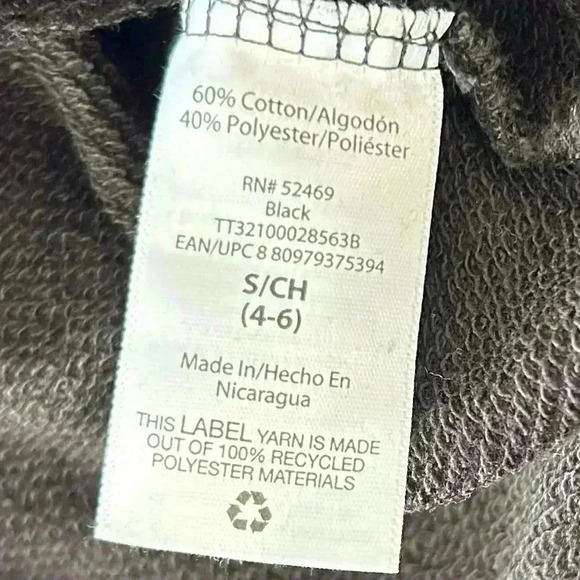 60% Cotton/Algodón
40% Polyester/Poliéster
RN# 52469
Black
TT32100028563B
EAN/UPC 8 80979375394
S/CH
(4-6)
Made In/Hecho En
Nicaragua
THIS LABEL YARN IS MADE
OUT OF 100% RECYCLED
POLYESTER MATERIALS